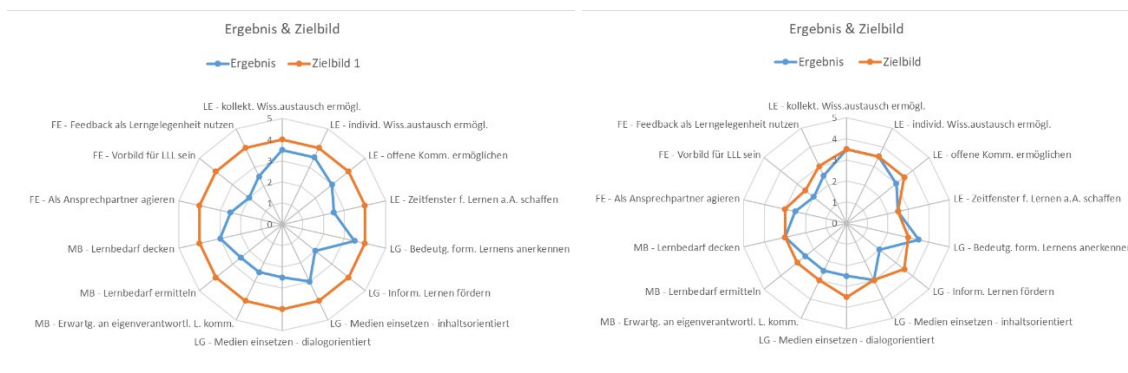 Ergebnis & Zielbild
Ergebnis
Zielbild 1
LE - kollekt. Wiss.austausch ermögl.
LE - individ. Wiss.austausch ermögl.
LE - offene Komm. ermöglichen
LE - Zeitfenster f. Lernen a.A. schaffen
LG - Bedeutg. form. Lernens anerkennen
LG - Inform. Lernen fördern
LG - Medien einsetzen - inhaltsorientiert
LG - Medien einsetzen - dialogorientiert
MB - Erwartg. an eigenverantwortl. L. komm.
MB - Lernbedarf ermitteln
MB - Lernbedarf decken
FE - Als Ansprechpartner agieren
FE - Vorbild für LLL sein
FE - Feedback als Lerngelegenheit nutzen
5
4
3
2
1
0
Ergebnis & Zielbild
Ergebnis
Zielbild
LE - kollekt. Wiss.austausch ermögl.
LE - individ. Wiss.austausch ermögl.
LE - offene Komm. ermöglichen
LE - Zeitfenster f. Lernen a.A. schaffen
LG - Bedeutg. form. Lernens anerkennen
LG - Inform. Lernen fördern
LG - Medien einsetzen - inhaltsorientiert
LG - Medien einsetzen - dialogorientiert
MB - Erwartg. an eigenverantwortl. L. komm.
MB - Lernbedarf ermitteln
MB - Lernbedarf decken
FE - Als Ansprechpartner agieren
FE - Vorbild für LLL sein
FE - Feedback als Lerngelegenheit nutzen
5
4
3
2
1
0